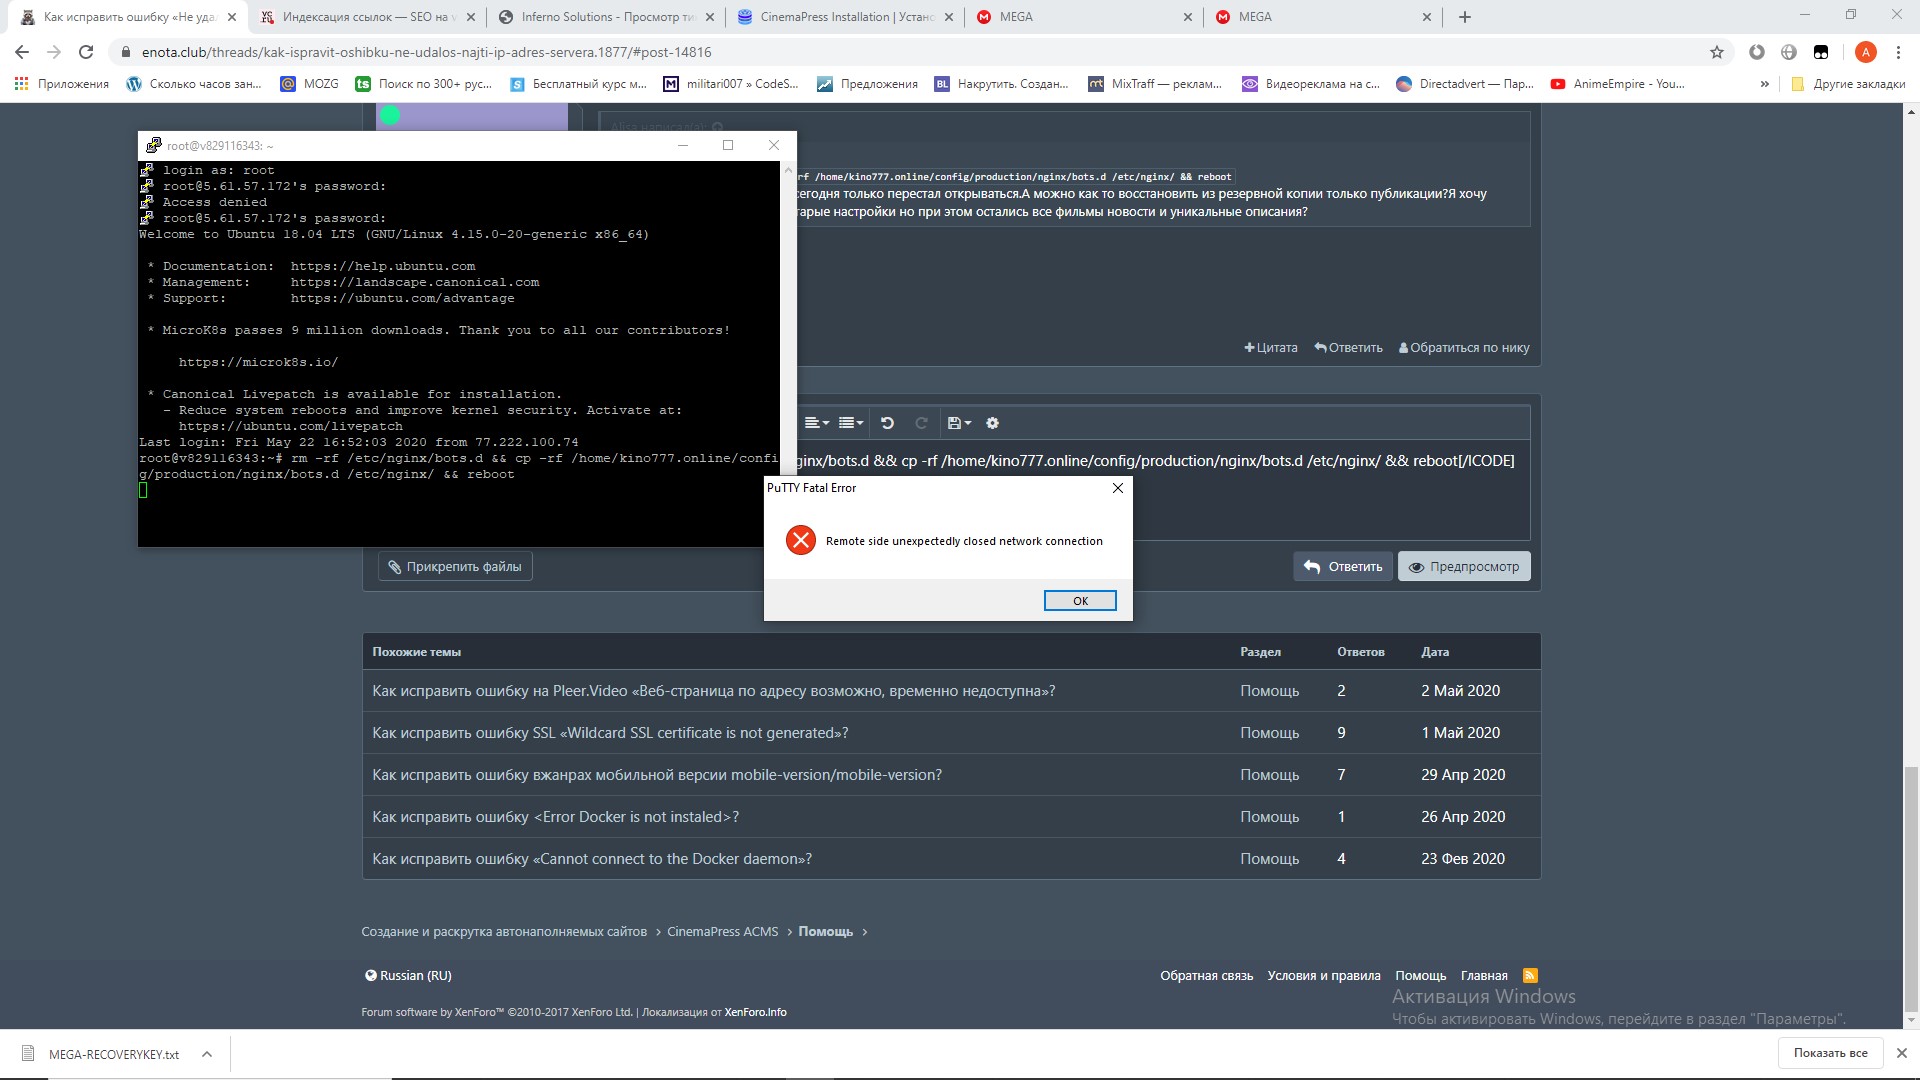 Как исправить ошибку «Не уда
Индексация ссылок — SEO на v
Inferno Solutions - Просмотр ти
CinemaPress Installation | Устано
MEGA
MEGA
enota.club/threads/kak-ispravit-oshibku-ne-udalos-najti-ip-adres-servera.1877/#post-14816
A
Приложения
Сколько часов зан...
MOZG
Поиск по 300+ рус...
Бесплатный курс м...
militari007 » CodeS...
Предложения
Накрутить. Создан...
MixTraff — реклам...
Видеореклама на с...
Directadvert — Пар...
AnimeEmpire - You...
»
Другие закладки
root@v829116343: ~
login as: root
root@5.61.57.172's password:
Access denied
root@5.61.57.172's password:
Welcome to Ubuntu 18.04 LTS (GNU/Linux 4.15.0-20-generic x86_64)
* Documentation: https://help.ubuntu.com
* Management: https://landscape.canonical.com
* Support: https://ubuntu.com/advantage
* MicroK8s passes 9 million downloads. Thank you to all our contributors!
https://microk8s.io/
* Canonical Livepatch is available for installation.
- Reduce system reboots and improve kernel security. Activate at:
https://ubuntu.com/livepatch
Last login: Fri May 22 16:52:03 2020 from 77.222.100.74
root@v829116343:~# rm -rf /etc/nginx/bots.d && cp -rf /home/kino777.online/confi
g/production/nginx/bots.d /etc/nginx/ && reboot
rf /home/kino777.online/config/production/nginx/bots.d /etc/nginx/ && reboot
егодня только перестал открываться.А можно как то восстановить из резервной копии только публикации?Я хочу
тарые настройки но при этом остались все фильмы новости и уникальные описания?
Цитата
Ответить
Обратиться по нику
ginx/bots.d && cp -rf /home/kino777.online/config/production/nginx/bots.d /etc/nginx/ && reboot[/ICODE]
PuTTY Fatal Error
Remote side unexpectedly closed network connection
OK
Прикрепить файлы
Ответить
Предпросмотр
Похожие темы Раздел Ответов Дата
Как исправить ошибку на Pleer.Video «Веб-страница по адресу возможно, временно недоступна»? Помощь 2 2 Май 2020
Как исправить ошибку SSL «Wildcard SSL certificate is not generated»? Помощь 9 1 Май 2020
Как исправить ошибку вжанрах мобильной версии mobile-version/mobile-version? Помощь 7 29 Апр 2020
Как исправить ошибку <Error Docker is not instaled>? Помощь 1 26 Апр 2020
Как исправить ошибку «Cannot connect to the Docker daemon»? Помощь 4 23 Фев 2020
Создание и раскрутка автонаполняемых сайтов > CinemaPress ACMS > Помощь >
Russian (RU)
Обратная связь Условия и правила Помощь Главная
Forum software by XenForo™ ©2010-2017 XenForo Ltd. | Локализация от XenForo.Info
Активация Windows
Чтобы активировать Windows, перейдите в раздел "Параметры".
MEGA-RECOVERYKEY.txt
Показать все